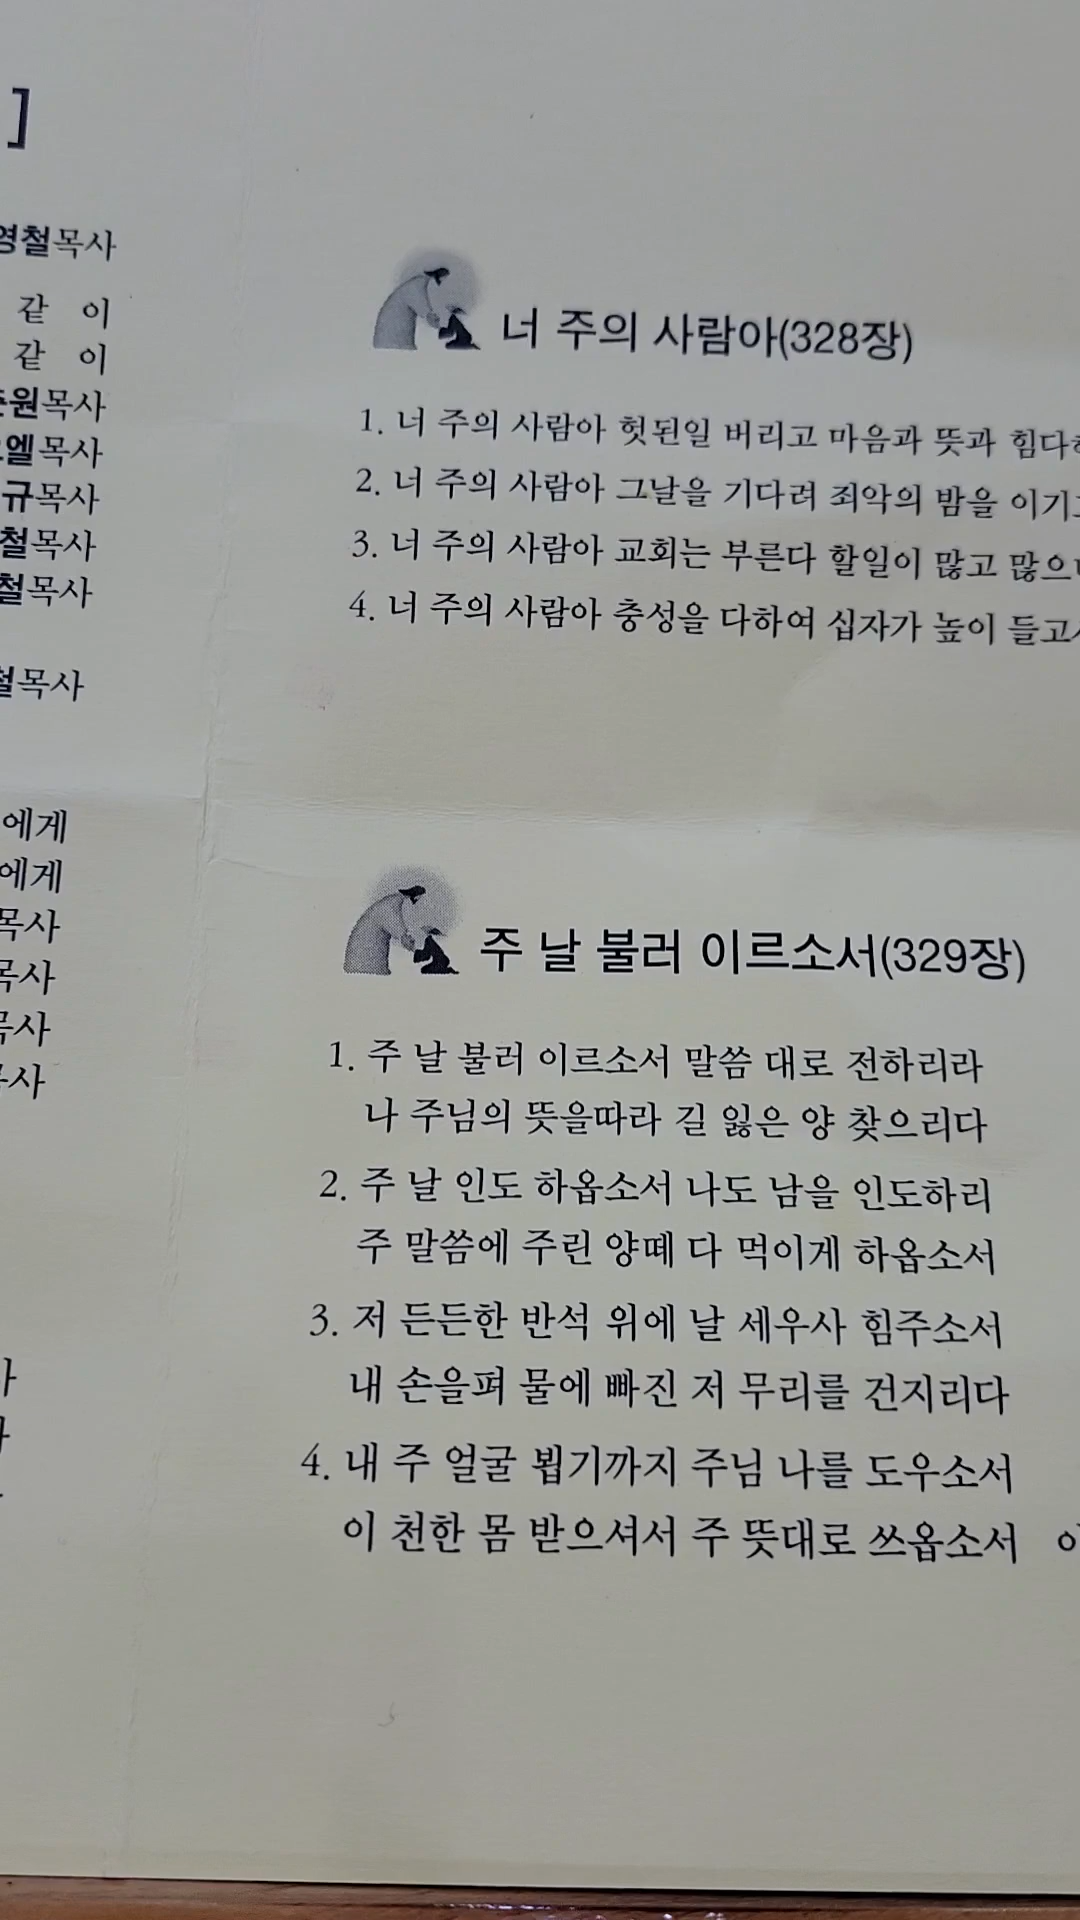 ]
영철목사
같 이
같 이
원목사
엘목사
규목사
철목사
철목사
철목사
에게
에게
목사
목사
목사
사
너 주의 사람아(328장)
1. 너 주의 사람아 헛된일 버리고 마음과 뜻과 힘다
2. 너 주의 사람아 그날을 기다려 죄악의 밤을 이기
3. 너 주의 사람아 교회는 부른다 할일이 많고 많으
4. 너 주의 사람아 충성을 다하여 십자가 높이 들고
주 날 불러 이르소서(329장)
1. 주 날 불러 이르소서 말씀 대로 전하리라
나 주님의 뜻을따라 길 잃은 양 찾으리다
2. 주 날 인도 하옵소서 나도 남을 인도하리
주 말씀에 주린 양떼 다 먹이게 하옵소서
3. 저 든든한 반석 위에 날 세우사 힘주소서
내 손을펴 물에 빠진 저 무리를 건지리다
4. 내 주 얼굴 뵙기까지 주님 나를 도우소서
이 천한 몸 받으셔서 주 뜻대로 쓰옵소서